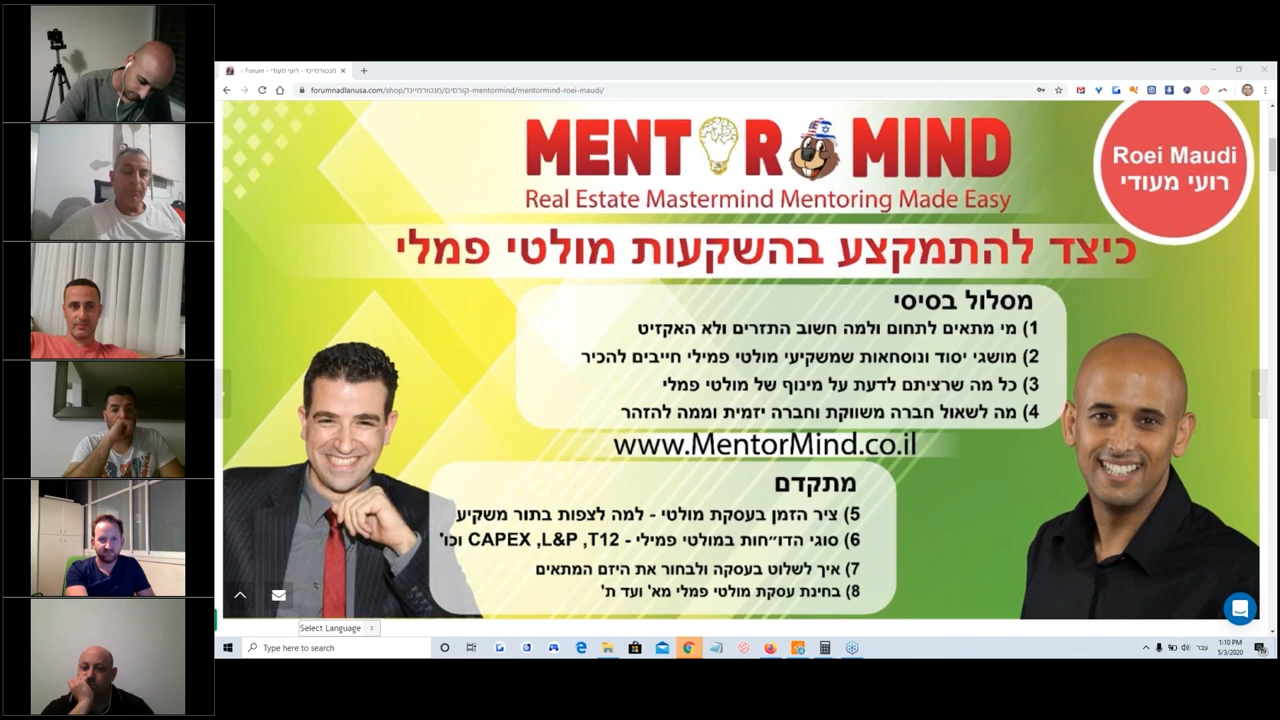 מנטורמיינד - רועי מעודי - Forum
forumnadlanusa.com/shop/קורסים/מנטורמיינד-mentormind/mentormind-roei-maudi/
MENTOR MIND
Real Estate Mastermind Mentoring Made Easy
Roei Maudi
רועי מעודי
כיצד להתמקצע בהשקעות מולטי פמלי
מסלול בסיסי
1) מי מתאים לתחום ולמה חשוב התזרים ולא האקזיט
2) מושגי יסוד ונוסחאות שמשקיעי מולטי פמילי חייבים להכיר
3) כל מה שרציתם לדעת על מינוף של מולטי פמלי
4) מה לשאול חברה משווקת וחברה יזמית וממה להזהר
www.MentorMind.co.il
מתקדם
5) ציר הזמן בעסקת מולטי - למה לצפות בתור משקיע
6) סוגי הדו״חות במולטי פמילי - CAPEX ,L&P ,T12 וכו'
7) איך לשלוט בעסקה ולבחור את היזם המתאים
8) בחינת עסקת מולטי פמלי מא' ועד ת'
Select Language
Type here to search
עבר
1:10 PM
5/3/2020